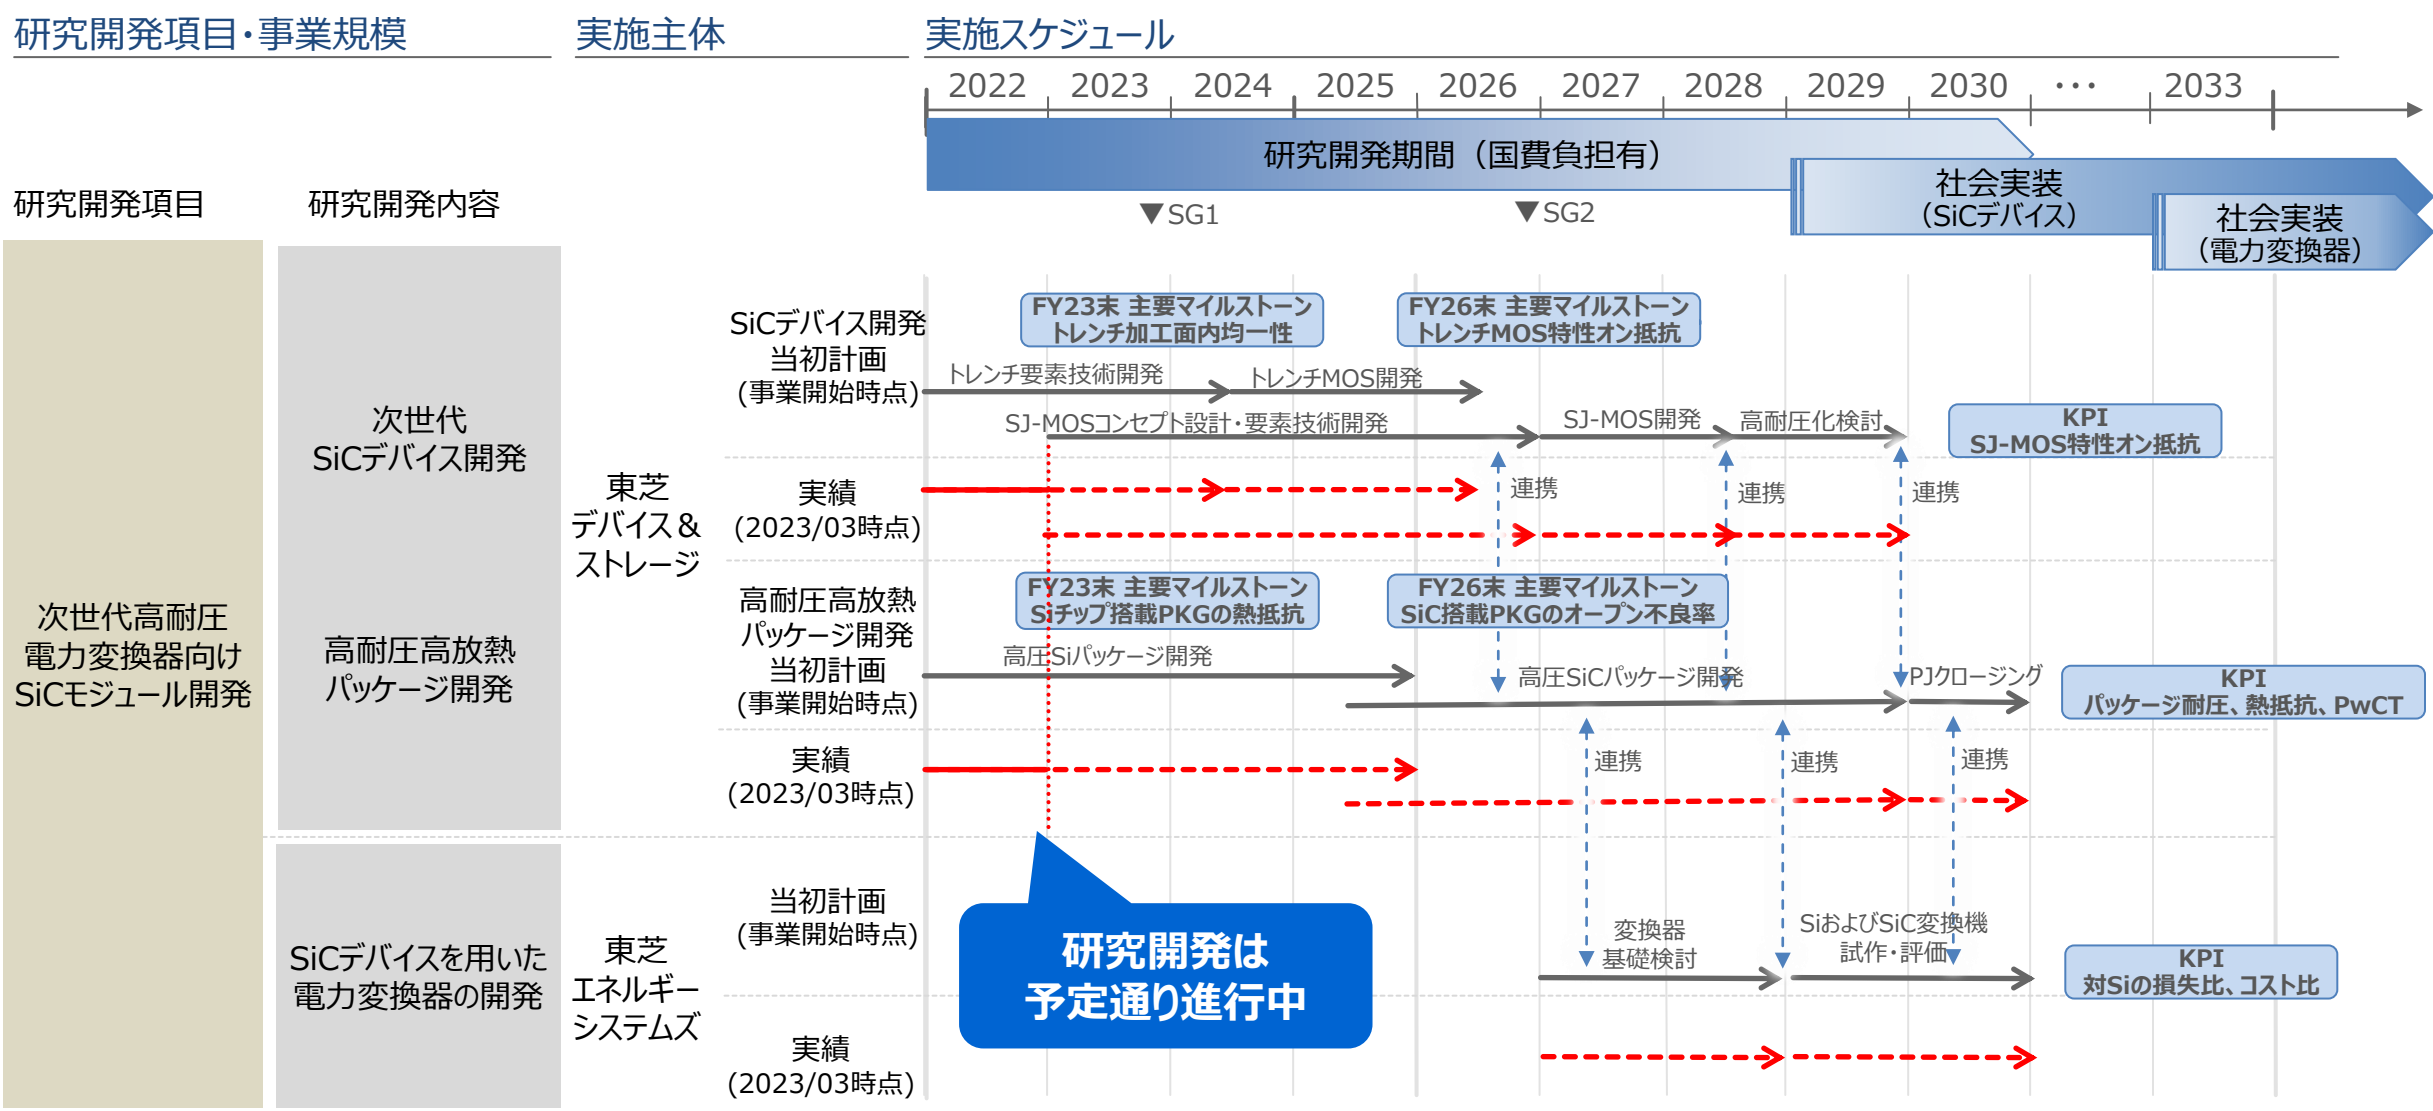 研究開発項目・事業規模
実施主体
実施スケジュール
2022 2023 2024 2025 2026 2027 2028 2029 2030 ・・・ 2033
研究開発期間（国費負担有）
社会実装
（SiCデバイス）
社会実装
（電力変換器）
研究開発項目
研究開発内容
▼SG1
▼SG2
次世代高耐圧
電力変換器向け
SiCモジュール開発
次世代
SiCデバイス開発
高耐圧高放熱
パッケージ開発
SiCデバイスを用いた
電力変換器の開発
東芝
デバイス＆
ストレージ
東芝
エネルギー
システムズ
SiCデバイス開発
当初計画
(事業開始時点)
FY23末 主要マイルストーン
トレンチ加工面内均一性
FY26末 主要マイルストーン
トレンチMOS特性オン抵抗
トレンチ要素技術開発
トレンチMOS開発
SJ-MOSコンセプト設計・要素技術開発
SJ-MOS開発
高耐圧化検討
KPI
SJ-MOS特性オン抵抗
実績
(2023/03時点)
連携
連携
連携
高耐圧高放熱
パッケージ開発
当初計画
(事業開始時点)
FY23末 主要マイルストーン
Siチップ搭載PKGの熱抵抗
FY26末 主要マイルストーン
SiC搭載PKGのオープン不良率
高圧Siパッケージ開発
高圧SiCパッケージ開発
PJクロージング
KPI
パッケージ耐圧、熱抵抗、PwCT
実績
(2023/03時点)
連携
連携
連携
当初計画
(事業開始時点)
研究開発は
予定通り進行中
変換器
基礎検討
SiおよびSiC変換機
試作・評価
KPI
対Siの損失比、コスト比
実績
(2023/03時点)